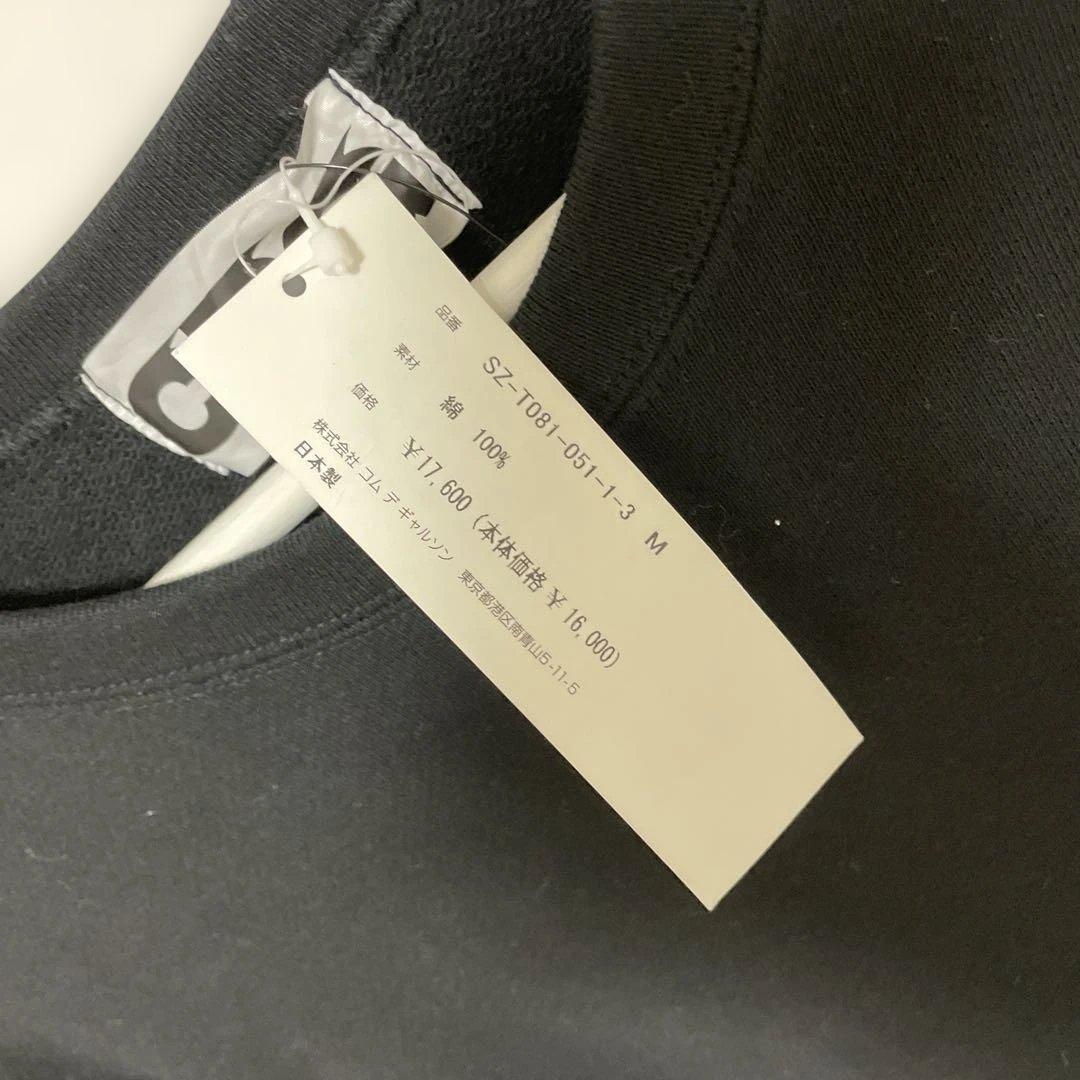 品番 SZ-T081-051-1-3 M
素材 綿 100%
価格 ¥17,600 (本体価格 ¥16,000)
株式会社 コム デ ギャルソン 東京都港区南青山5-11-5
日本製